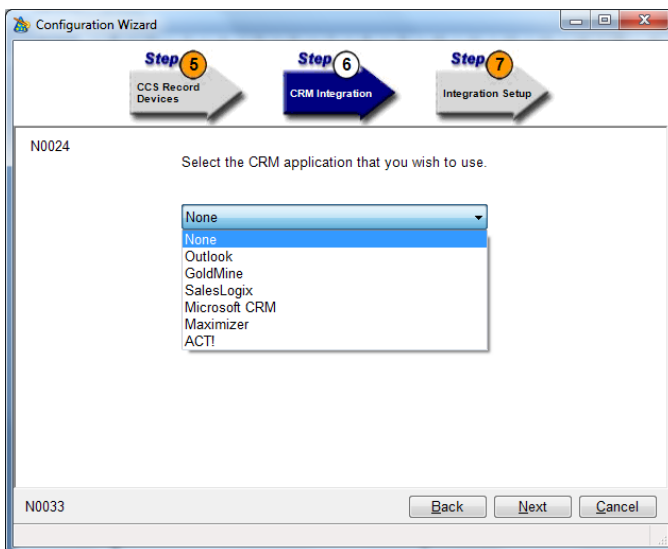 Configuration Wizard
Step 5
CCS Record
Devices
Step 6
CRM Integration
Step 7
Integration Setup
N0024
Select the CRM application that you wish to use.
None
None
Outlook
GoldMine
SalesLogix
Microsoft CRM
Maximizer
ACT!
N0033
Back Next Cancel